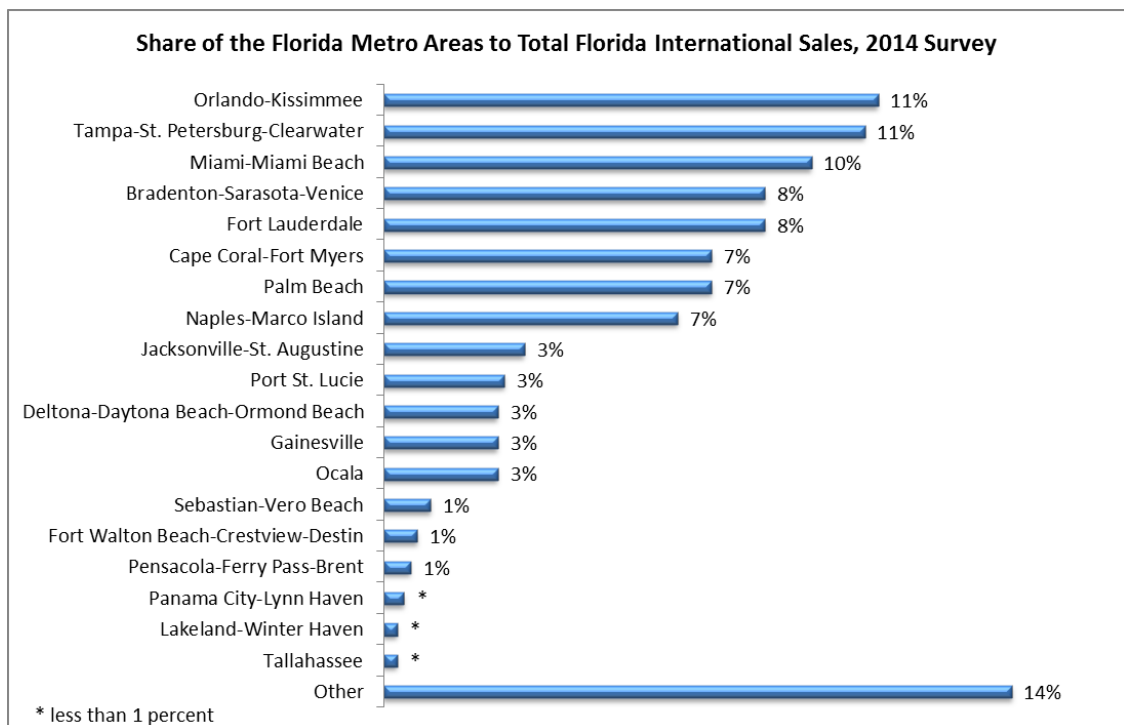 Share of the Florida Metro Areas to Total Florida International Sales, 2014 Survey
Orlando-Kissimmee 11%
Tampa-St. Petersburg-Clearwater 11%
Miami-Miami Beach 10%
Bradenton-Sarasota-Venice 8%
Fort Lauderdale 8%
Cape Coral-Fort Myers 7%
Palm Beach 7%
Naples-Marco Island 7%
Jacksonville-St. Augustine 3%
Port St. Lucie 3%
Deltona-Daytona Beach-Ormond Beach 3%
Gainesville 3%
Ocala 3%
Sebastian-Vero Beach 1%
Fort Walton Beach-Crestview-Destin 1%
Pensacola-Ferry Pass-Brent 1%
Panama City-Lynn Haven *
Lakeland-Winter Haven *
Tallahassee *
Other 14%
* less than 1 percent